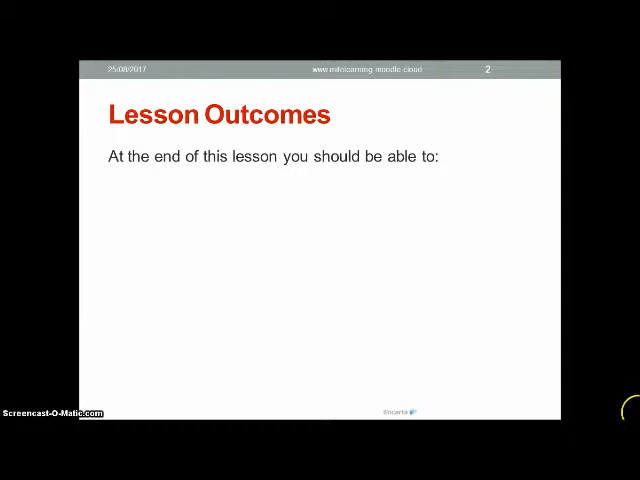 25/08/2017 www.mifelearning.moodle.cloud 2
Lesson Outcomes
At the end of this lesson you should be able to:
Encarta
Screencast-O-Matic.com